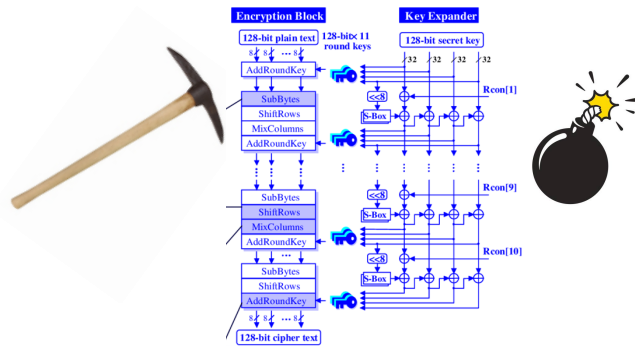 Encryption Block
Key Expander
128-bit plain text
128-bit×11
round keys
128-bit secret key
8 8 ... 8
32 32 32 32
AddRoundKey
<<8
Rcon[1]
SubBytes
S-Box
ShiftRows
MixColumns
AddRoundKey
SubBytes
<<8
Rcon[9]
ShiftRows
S-Box
MixColumns
AddRoundKey
<<8
Rcon[10]
SubBytes
S-Box
ShiftRows
AddRoundKey
8 8 ... 8
128-bit cipher text